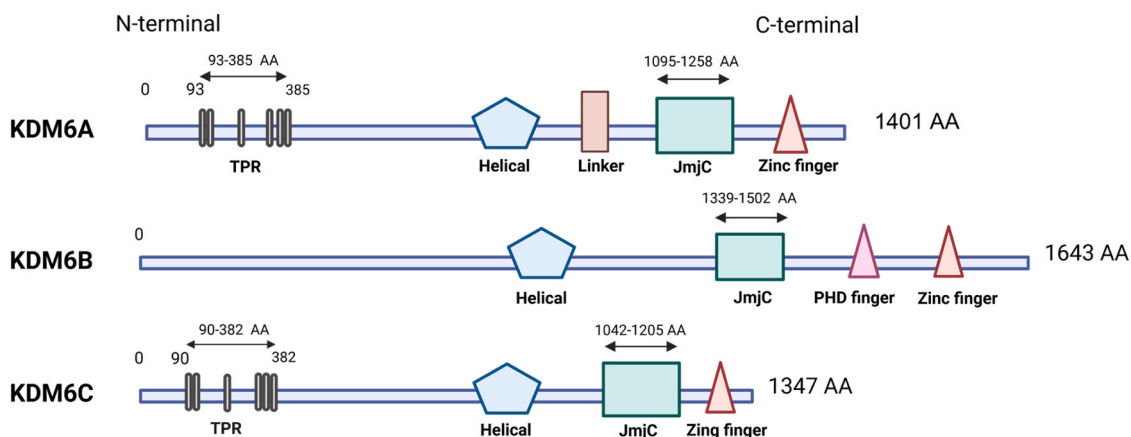 N-terminal C-terminal
93-385 AA 1095-1258 AA
0 93 385
KDM6A 1401 AA
TPR Helical Linker JmjC Zinc finger
1339-1502 AA
0
KDM6B 1643 AA
Helical JmjC PHD finger Zinc finger
90-382 AA 1042-1205 AA
0 90 382
KDM6C 1347 AA
TPR Helical JmjC Zing finger